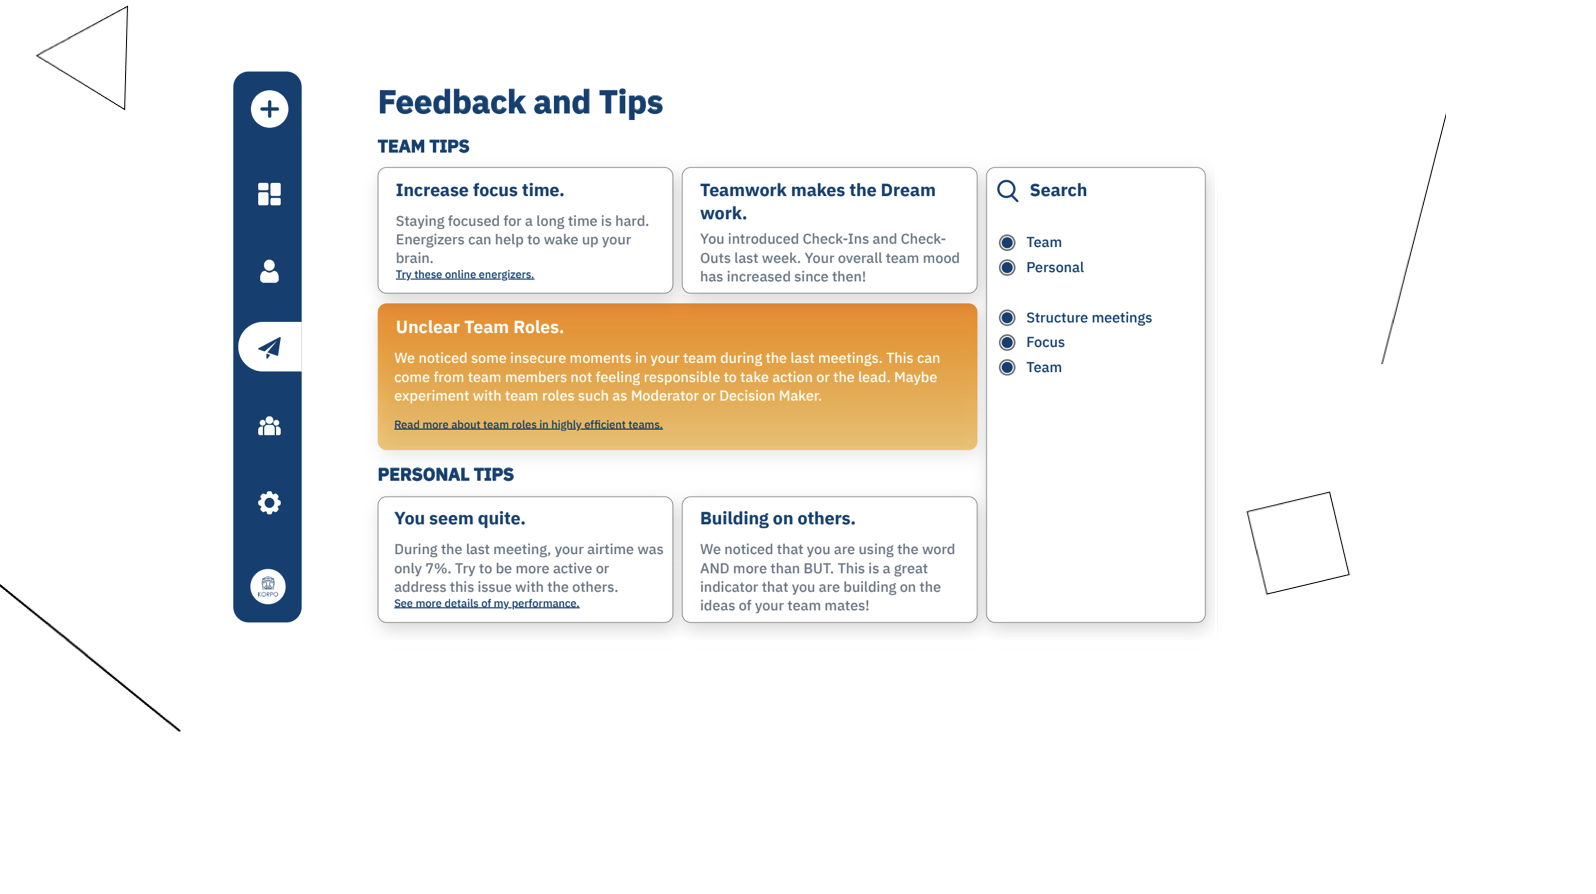 Feedback and Tips
TEAM TIPS
Increase focus time.
Staying focused for a long time is hard.
Energizers can help to wake up your
brain.
Try these online energizers.
Teamwork makes the Dream
work.
You introduced Check-Ins and Check-
Outs last week. Your overall team mood
has increased since then!
Unclear Team Roles.
We noticed some insecure moments in your team during the last meetings. This can
come from team members not feeling responsible to take action or the lead. Maybe
experiment with team roles such as Moderator or Decision Maker.
Read more about team roles in highly efficient teams.
PERSONAL TIPS
You seem quite.
During the last meeting, your airtime was
only 7%. Try to be more active or
address this issue with the others.
See more details of my performance.
Building on others.
We noticed that you are using the word
AND more than BUT. This is a great
indicator that you are building on the
ideas of your team mates!
Search
Team
Personal
Structure meetings
Focus
Team
KORPO